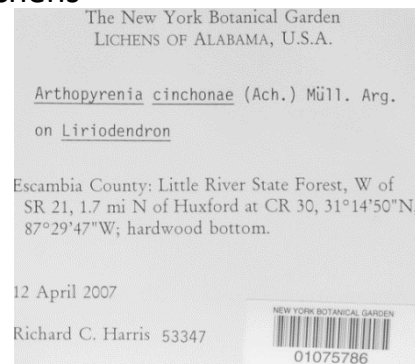 The New York Botanical Garden
LICHENS OF ALABAMA, U.S.A.
Arthopyrenia cinchonae (Ach.) Müll. Arg.
on Liriodendron
Escambia County: Little River State Forest, W of
SR 21, 1.7 mi N of Huxford at CR 30, 31°14'50"N
87°29'47"W; hardwood bottom.
12 April 2007
Richard C. Harris 53347
NEW YORK BOTANICAL GARDEN
01075786